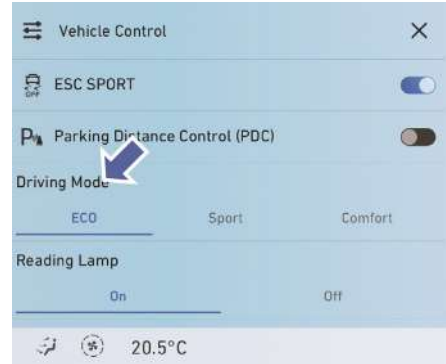 Vehicle Control
OFF ESC SPORT
P Parking Distance Control (PDC)
Driving Mode
ECO Sport Comfort
Reading Lamp
On Off
20.5°C